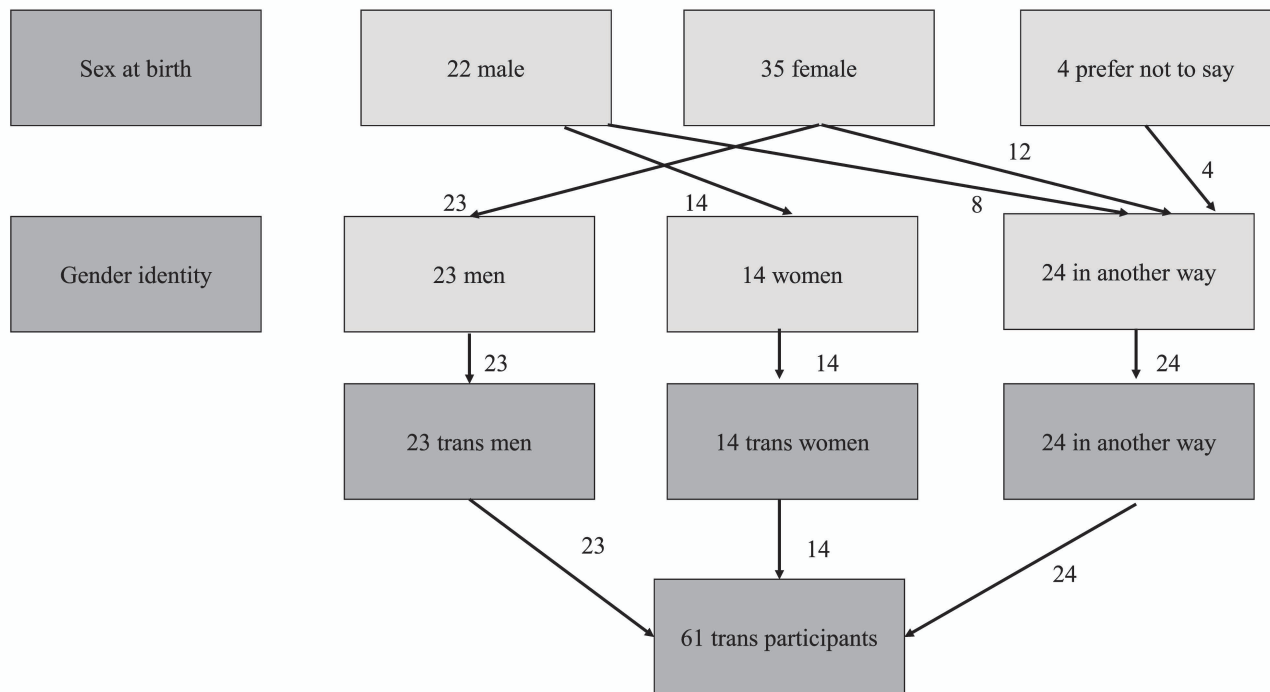 Sex at birth
22 male
35 female
4 prefer not to say
12
4
23
14
8
Gender identity
23 men
14 women
24 in another way
23
14
24
23 trans men
14 trans women
24 in another way
23
14
24
61 trans participants